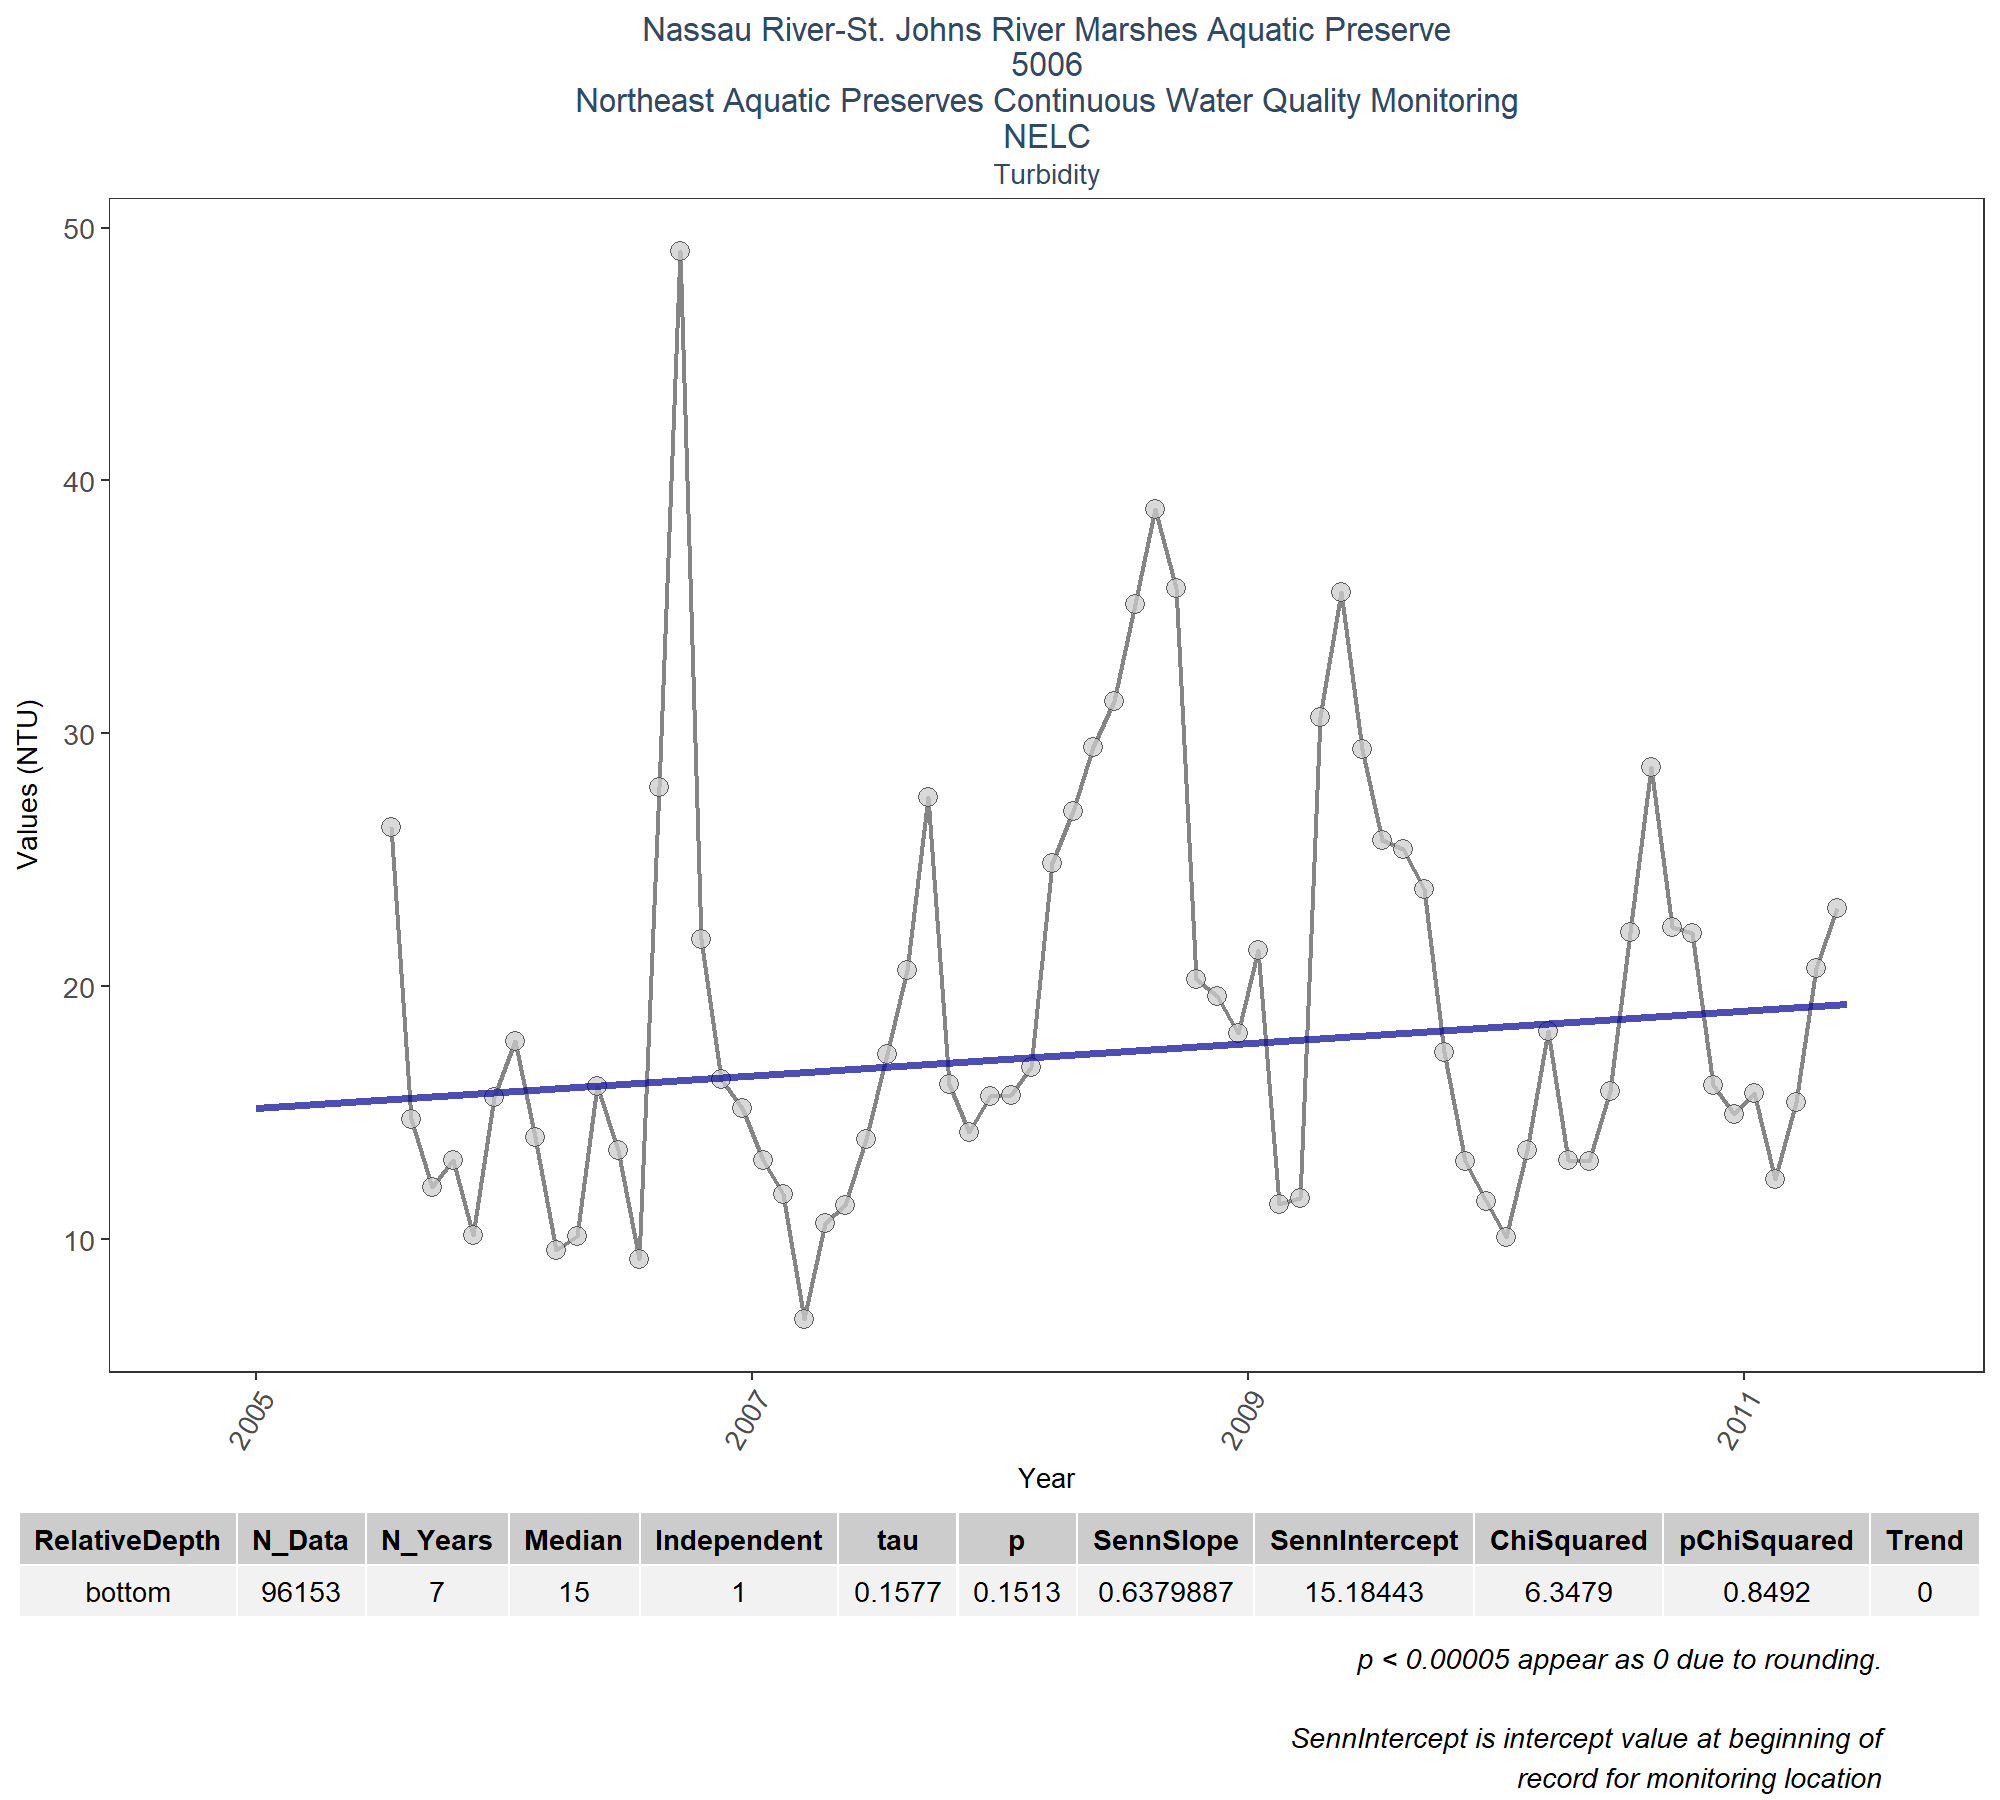 Nassau River-St. Johns River Marshes Aquatic Preserve
5006
Northeast Aquatic Preserves Continuous Water Quality Monitoring
NELC
Turbidity
50
40
30
20
10
Values (NTU)
2005
2007
2009
2011
Year
RelativeDepth N_Data N_Years Median Independent tau p SennSlope SennIntercept ChiSquared pChiSquared Trend
bottom 96153 7 15 1 0.1577 0.1513 0.6379887 15.18443 6.3479 0.8492 0
p < 0.00005 appear as 0 due to rounding.
SennIntercept is intercept value at beginning of
record for monitoring location